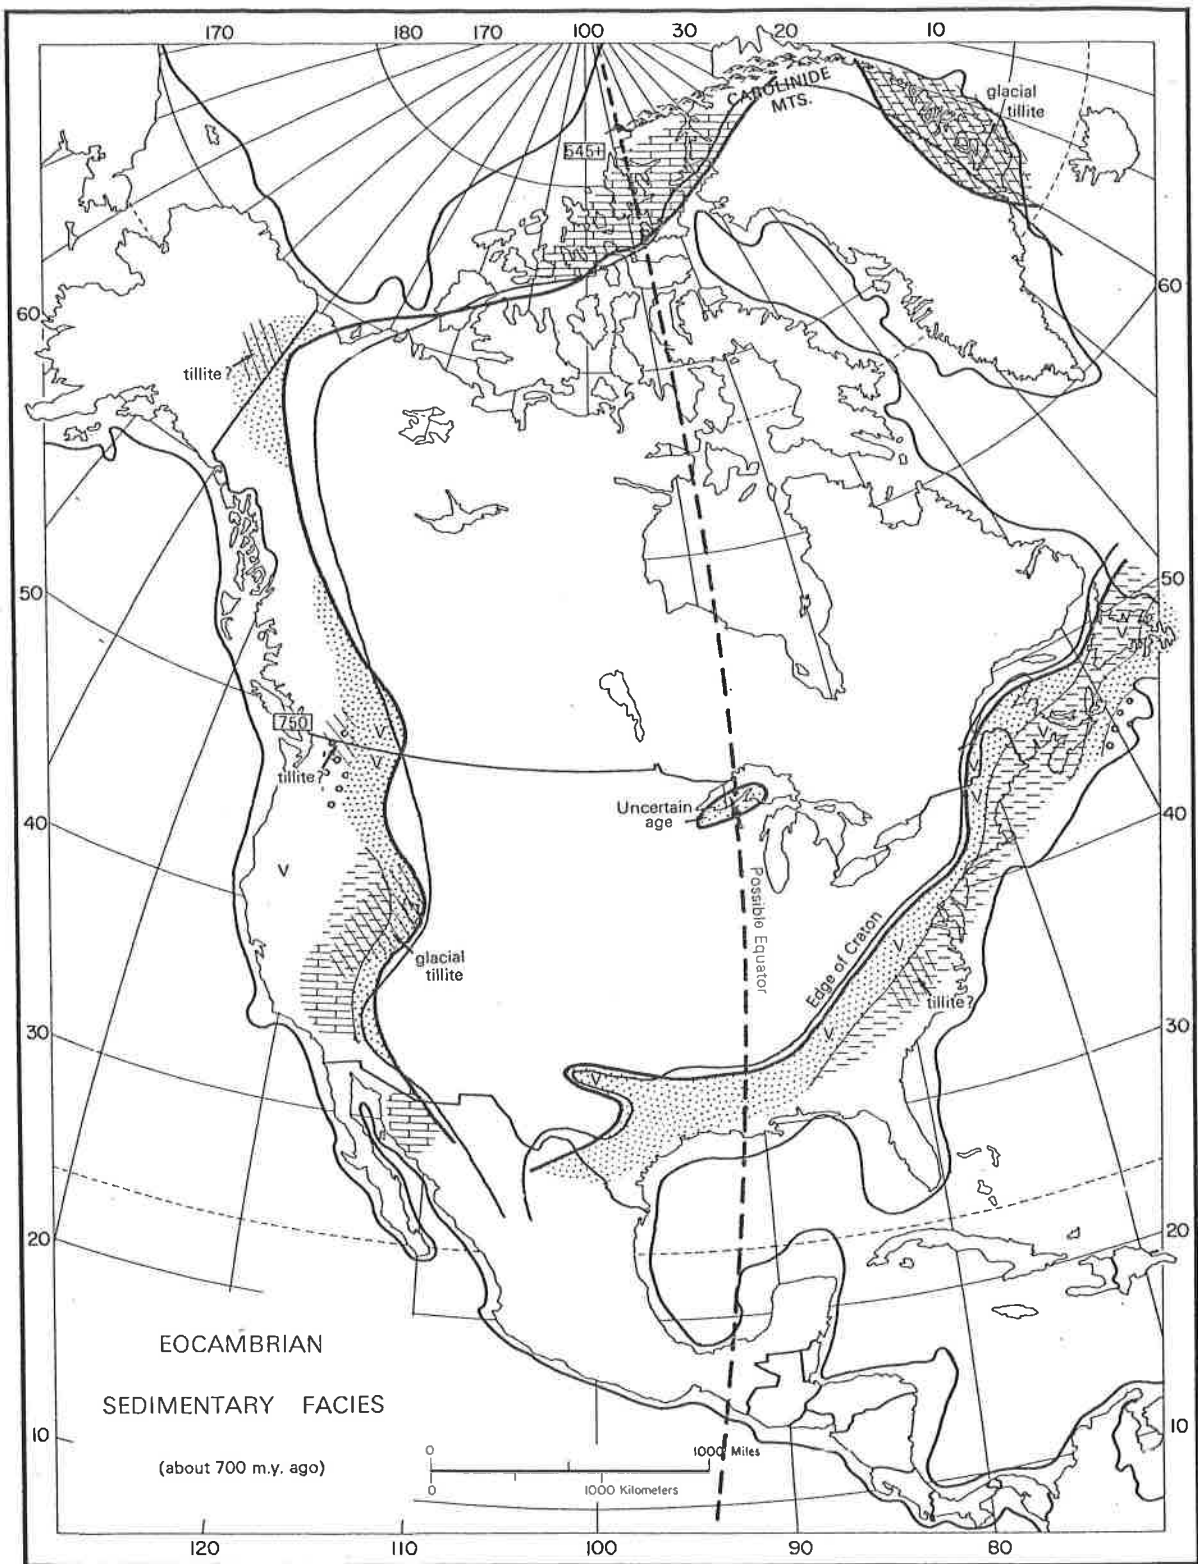 170 180 170 100 30 20 10
CAROLINIDE
MTS.
glacial
tillite
545+
60
60
tillite?
50
50
750
tillite?
Uncertain
age
40
40
Possible Equator
Edge of Craton
glacial
tillite
tillite?
30
30
20
20
EOCAMBRIAN
SEDIMENTARY FACIES
(about 700 m.y. ago)
10
10
0 1000 Miles
0 1000 Kilometers
120 110 100 90 80
V
V
V
V
V
V
V
V
V
V